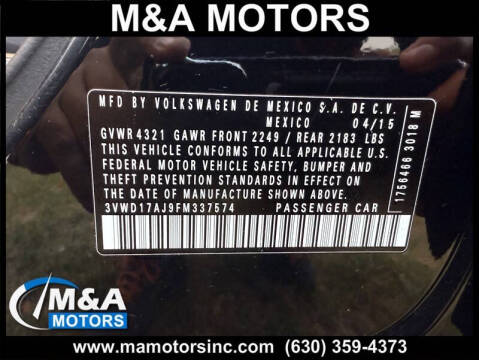 M&A MOTORS
MFD BY VOLKSWAGEN DE MEXICO S.A. DE C.V.
MEXICO 04/15
GVWR 4321 GAWR FRONT 2249 / REAR 2183 LBS
THIS VEHICLE CONFORMS TO ALL APPLICABLE U.S.
FEDERAL MOTOR VEHICLE SAFETY, BUMPER AND
THEFT PREVENTION STANDARDS IN EFFECT ON
THE DATE OF MANUFACTURE SHOWN ABOVE.
3VWD17AJ9FM337574 PASSENGER CAR
1756466 3018 M
M&A
MOTORS
www.mamotorsinc.com (630) 359-4373